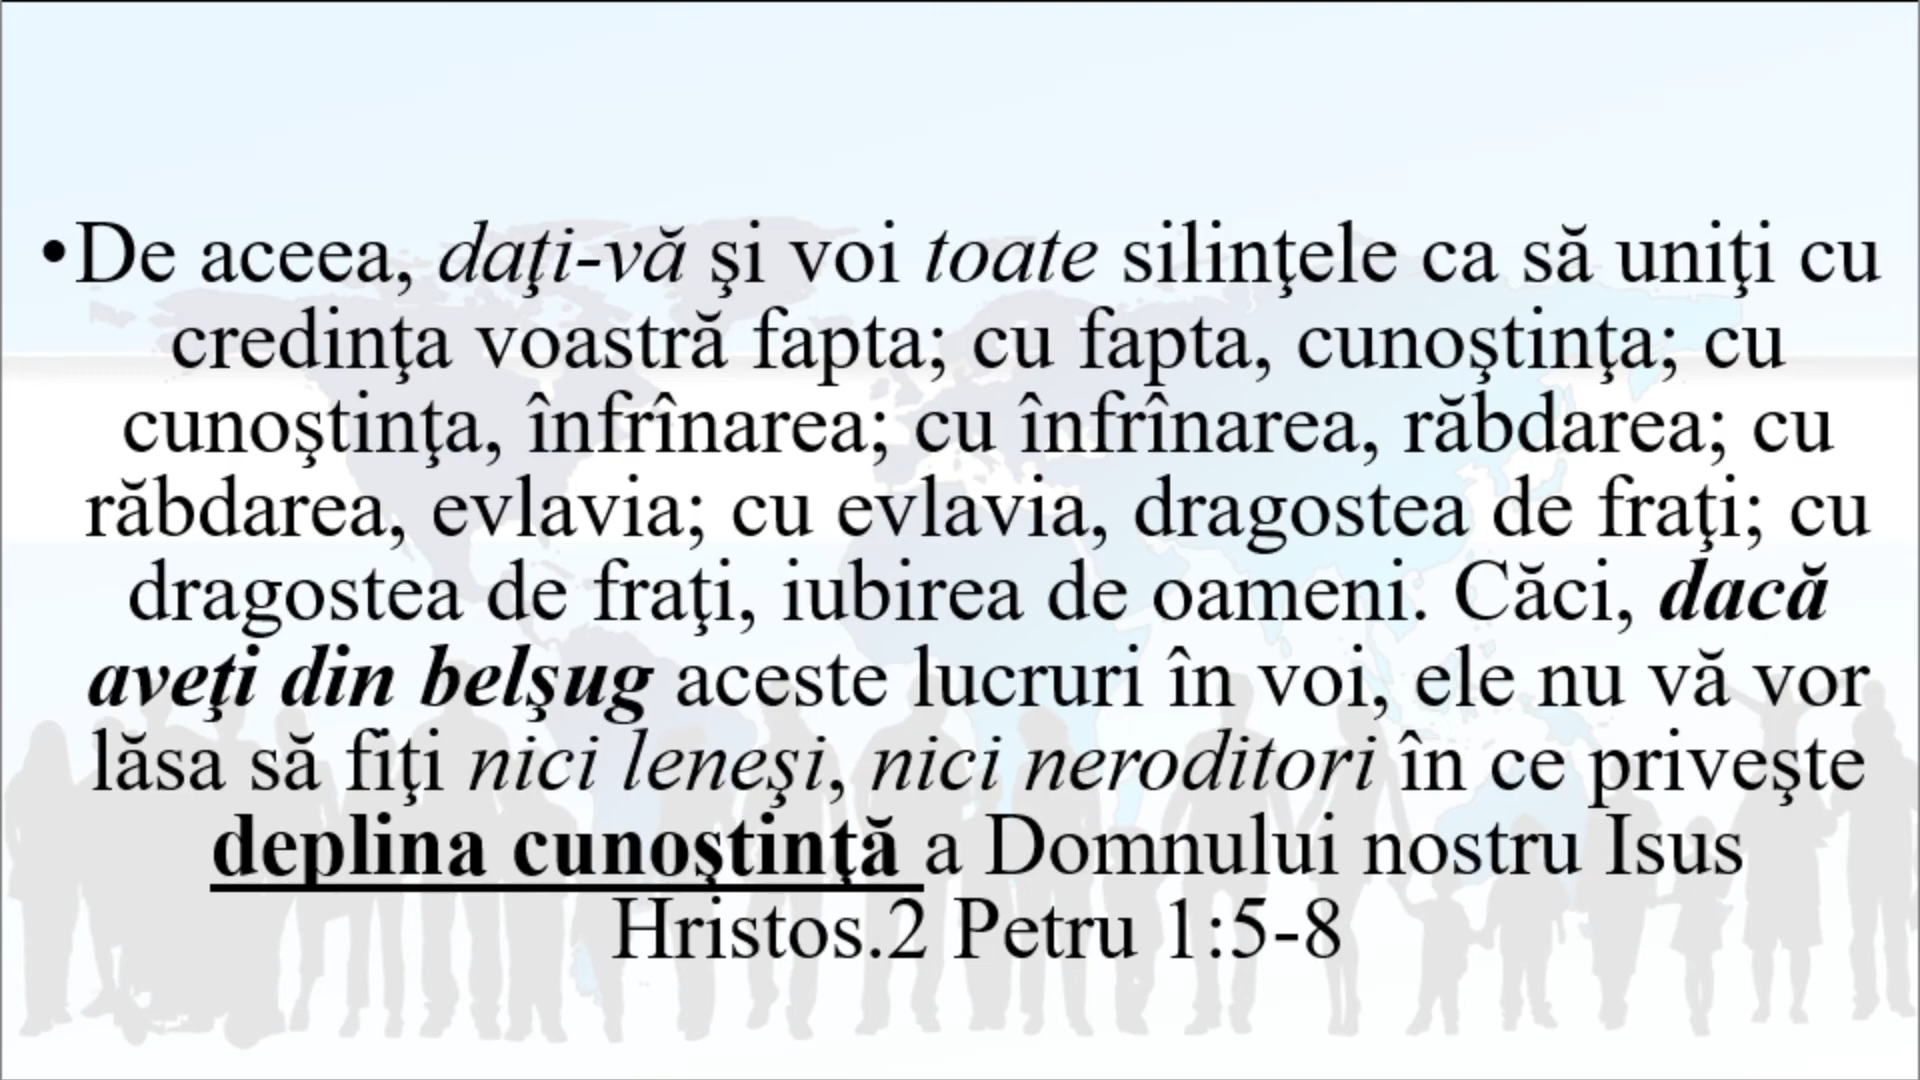 •De aceea, daţi-vă şi voi toate silinţele ca să uniţi cu
credinţa voastră fapta; cu fapta, cunoştinţa; cu
cunoştinţa, înfrînarea; cu înfrînarea, răbdarea; cu
răbdarea, evlavia; cu evlavia, dragostea de fraţi; cu
dragostea de fraţi, iubirea de oameni. Căci, dacă
aveţi din belşug aceste lucruri în voi, ele nu vă vor
lăsa să fiţi nici leneşi, nici neroditori în ce priveşte
deplina cunoştinţă a Domnului nostru Isus
Hristos.2 Petru 1:5-8